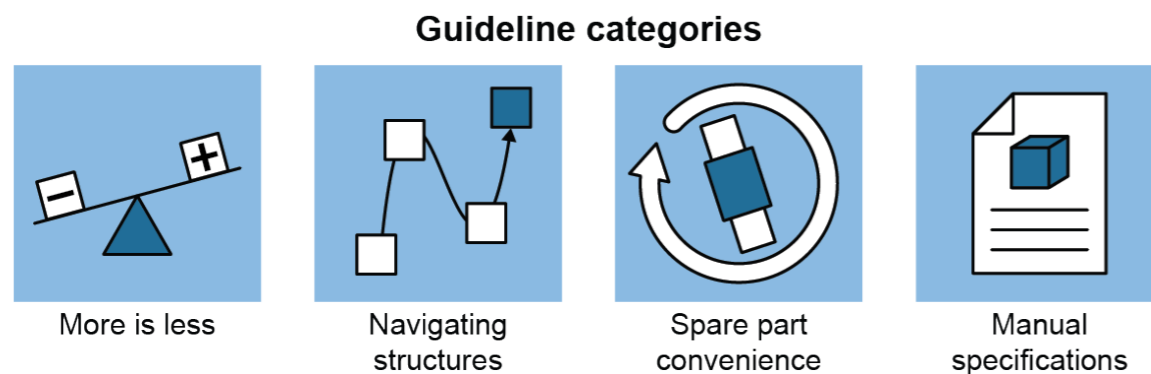 Guideline categories
− +
More is less
Navigating
structures
Spare part
convenience
Manual
specifications